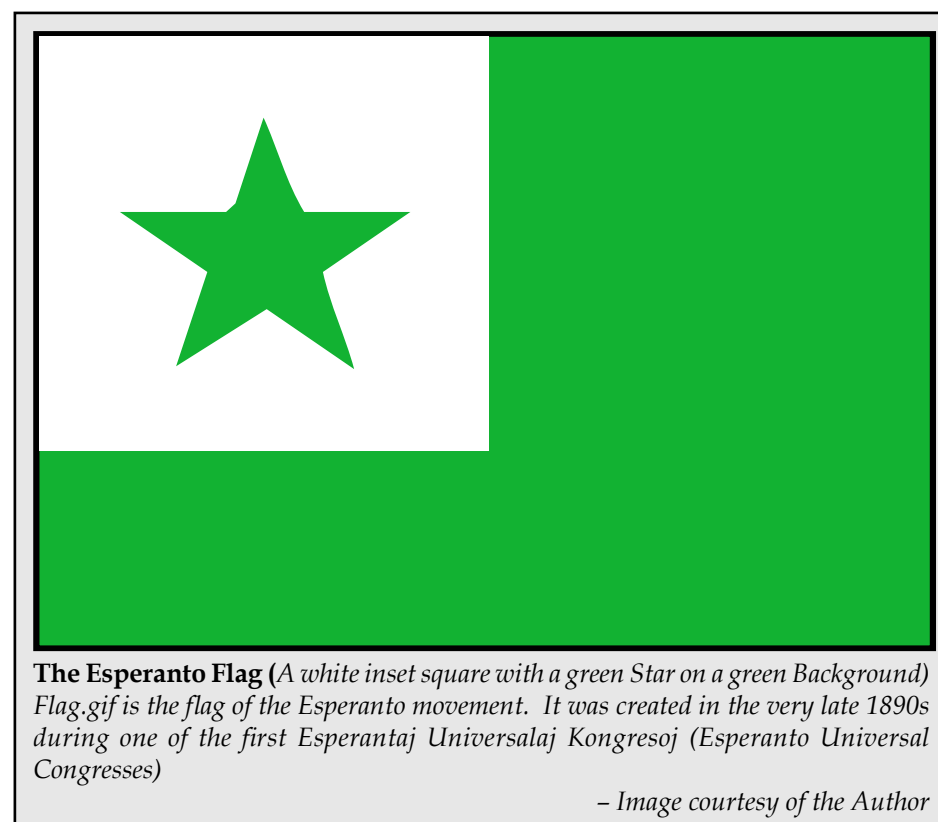 The Esperanto Flag (A white inset square with a green Star on a green Background)
Flag.gif is the flag of the Esperanto movement. It was created in the very late 1890s
during one of the first Esperantaj Universalaj Kongresoj (Esperanto Universal
Congresses)
– Image courtesy of the Author